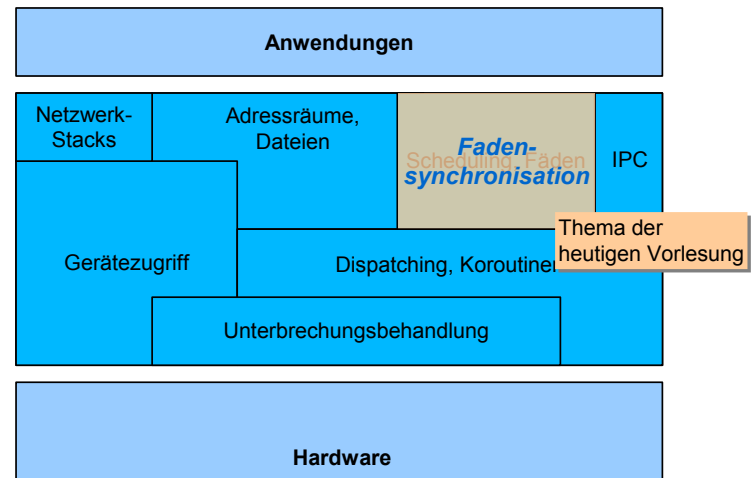 Anwendungen
Netzwerk-
Stacks
Adressräume,
Dateien
Scheduling, Fäden
Faden-
synchronisation
IPC
Thema der
heutigen Vorlesung
Gerätezugriff
Dispatching, Koroutinen
Unterbrechungsbehandlung
Hardware